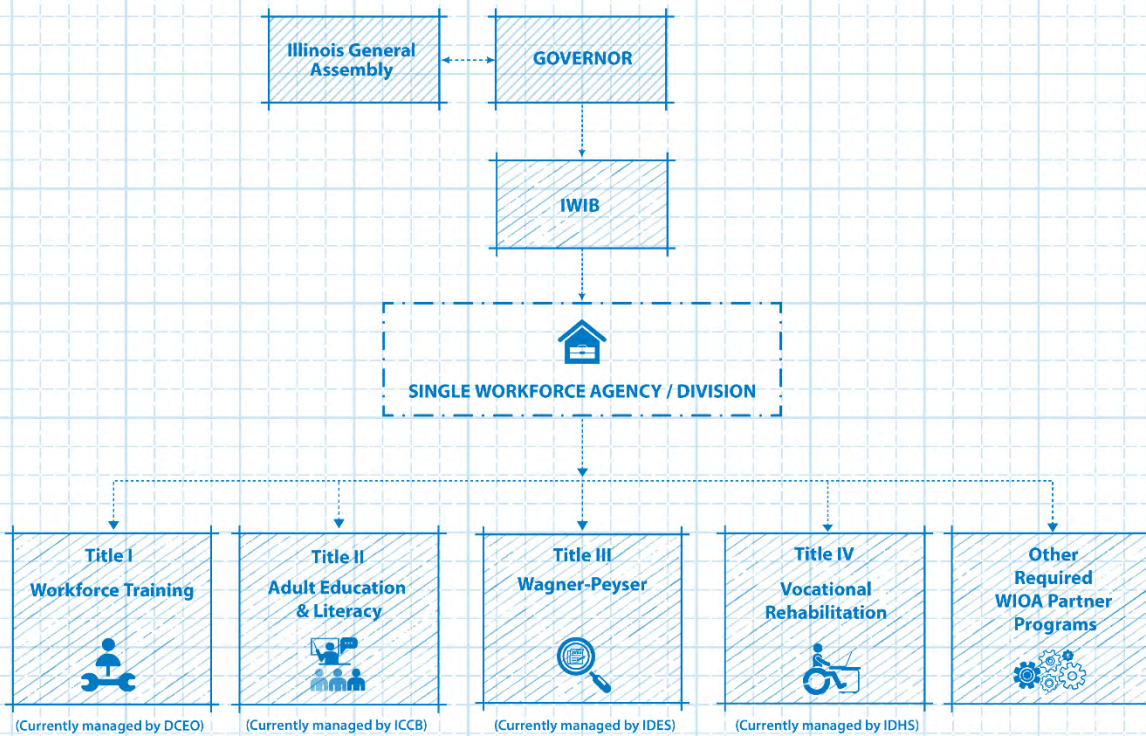 Illinois General
Assembly
GOVERNOR
IWIB
SINGLE WORKFORCE AGENCY / DIVISION
Title I
Workforce Training
(Currently managed by DCEO)
Title II
Adult Education
& Literacy
(Currently managed by ICCB)
Title III
Wagner-Peyser
(Currently managed by IDES)
Title IV
Vocational
Rehabilitation
(Currently managed by IDHS)
Other
Required
WIOA Partner
Programs